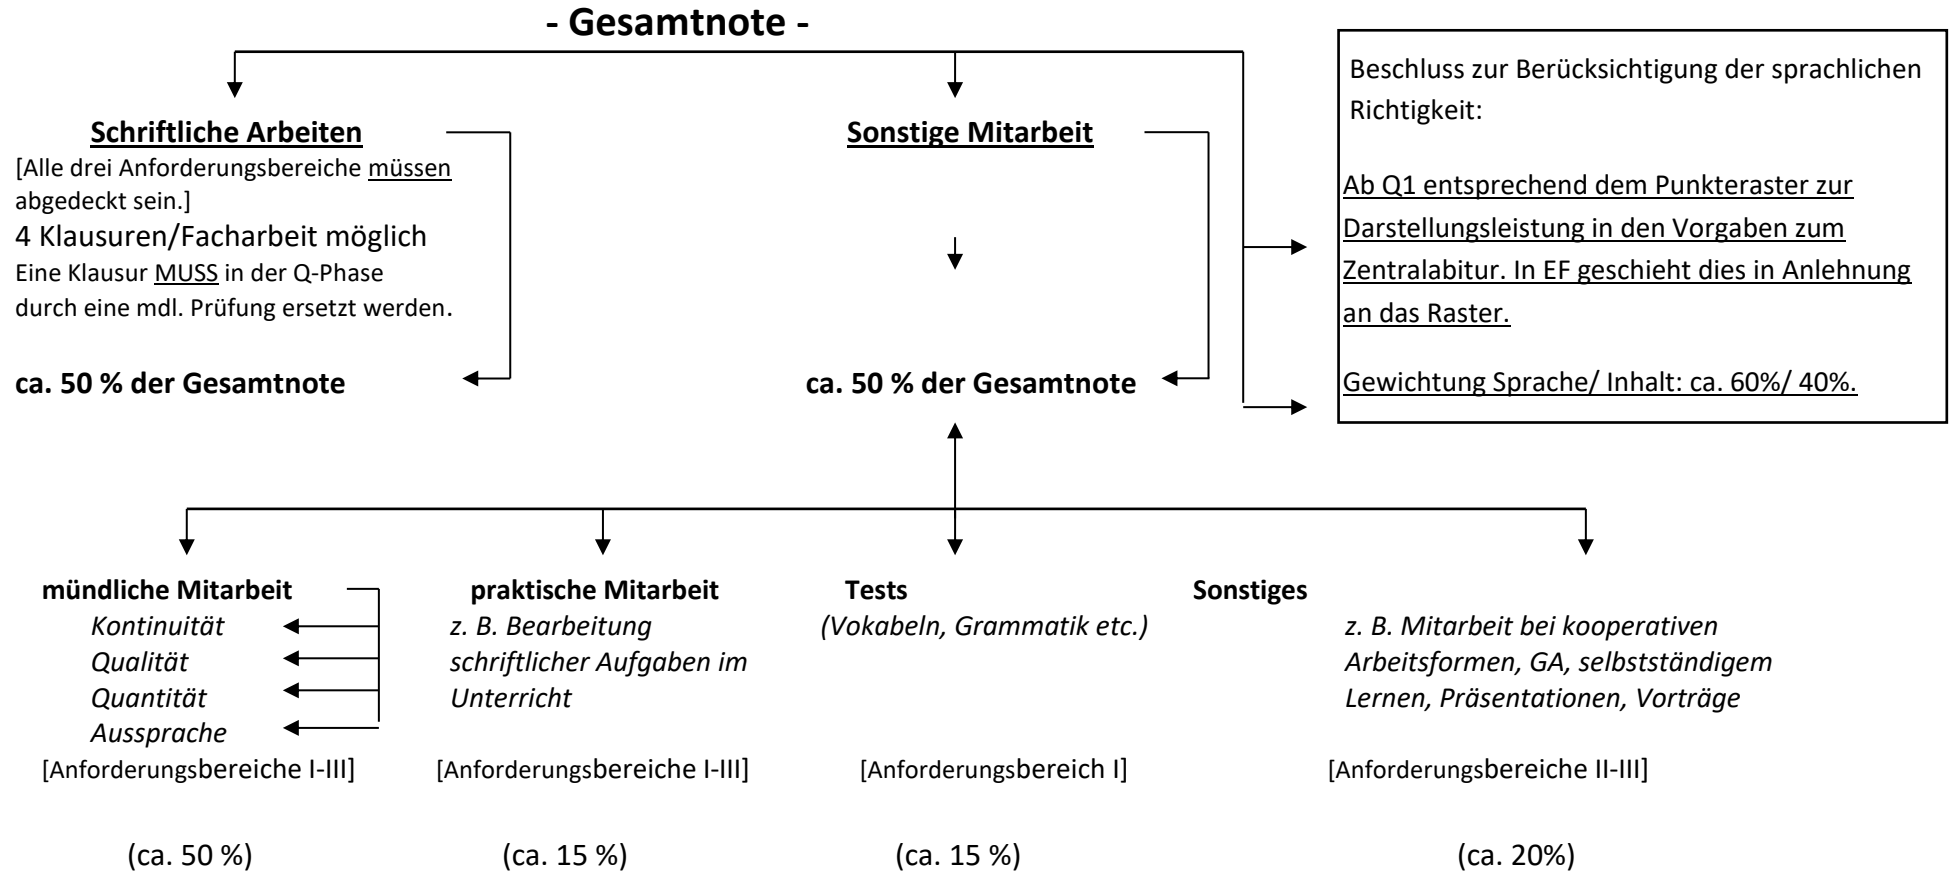 - Gesamtnote -
Schriftliche Arbeiten
[Alle drei Anforderungsbereiche müssen
abgedeckt sein.]
4 Klausuren/Facharbeit möglich
Eine Klausur MUSS in der Q-Phase
durch eine mdl. Prüfung ersetzt werden.
ca. 50 % der Gesamtnote
Sonstige Mitarbeit
ca. 50 % der Gesamtnote
Beschluss zur Berücksichtigung der sprachlichen
Richtigkeit:
Ab Q1 entsprechend dem Punkteraster zur
Darstellungsleistung in den Vorgaben zum
Zentralabitur. In EF geschieht dies in Anlehnung
an das Raster.
Gewichtung Sprache/ Inhalt: ca. 60%/ 40%.
mündliche Mitarbeit
Kontinuität
Qualität
Quantität
Aussprache
[Anforderungsbereiche I-III]
(ca. 50 %)
praktische Mitarbeit
z. B. Bearbeitung
schriftlicher Aufgaben im
Unterricht
[Anforderungsbereiche I-III]
(ca. 15 %)
Tests
(Vokabeln, Grammatik etc.)
[Anforderungsbereich I]
(ca. 15 %)
Sonstiges
z. B. Mitarbeit bei kooperativen
Arbeitsformen, GA, selbstständigem
Lernen, Präsentationen, Vorträge
[Anforderungsbereiche II-III]
(ca. 20%)